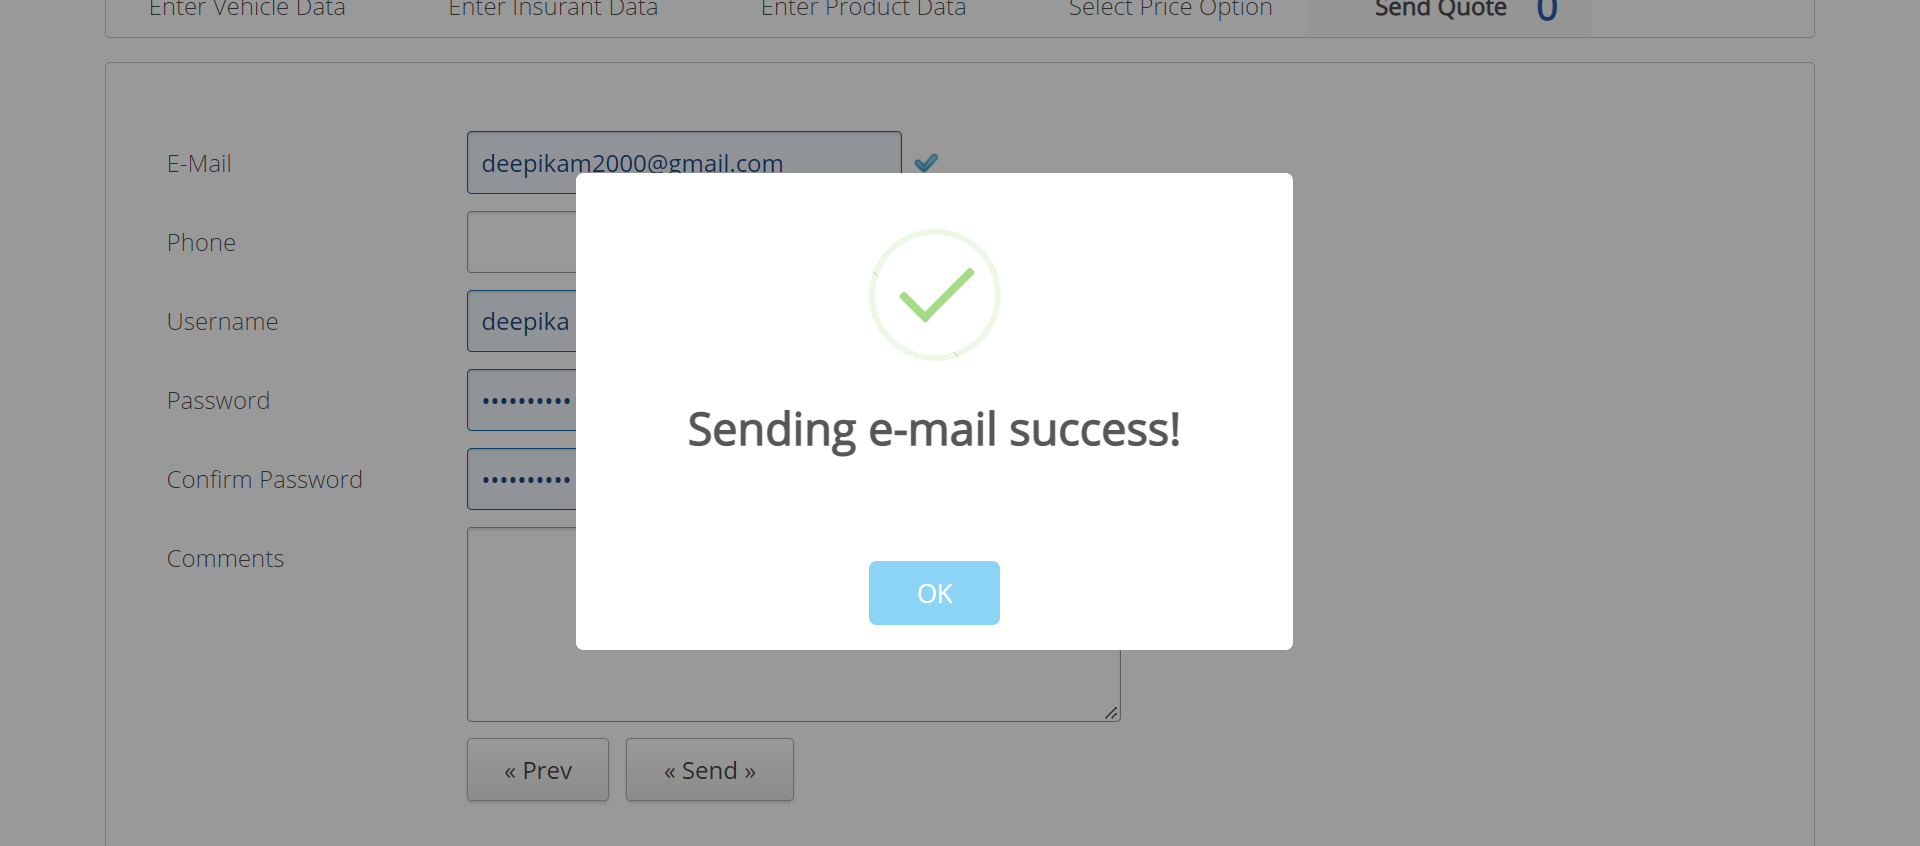 Enter Vehicle Data Enter Insurant Data Enter Product Data Select Price Option Send Quote 0
E-Mail deepikam2000@gmail.com
Phone
Username deepika
Password ••••••••••
Confirm Password ••••••••••
Sending e-mail success!
Comments
OK
« Prev « Send »